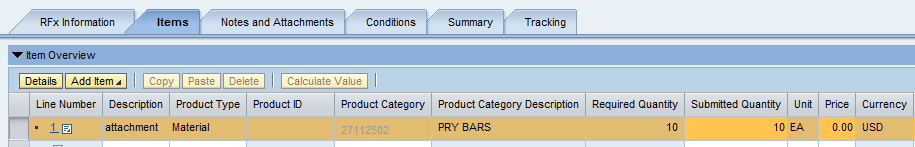 RFx Information Items Notes and Attachments Conditions Summary Tracking
Item Overview
Details Add Item Copy Paste Delete Calculate Value
Line Number Description Product Type Product ID Product Category Product Category Description Required Quantity Submitted Quantity Unit Price Currency
1 attachment Material 27112502 PRY BARS 10 10 EA 0.00 USD